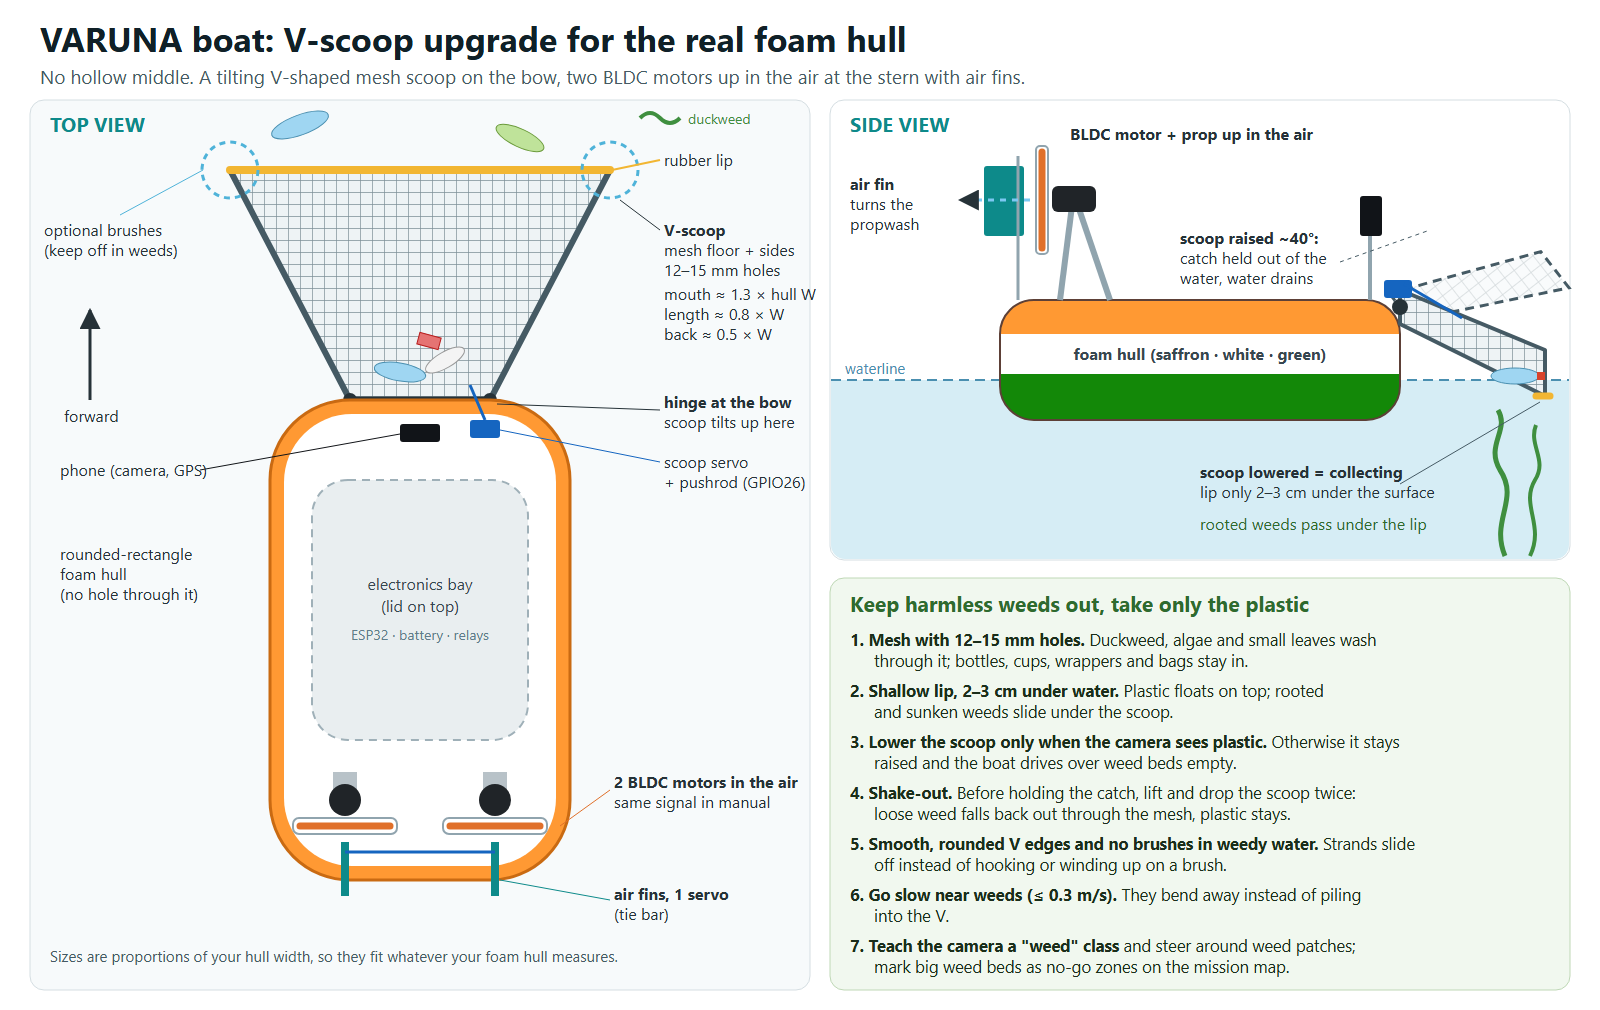 VARUNA boat: V-scoop upgrade for the real foam hull
No hollow middle. A tilting V-shaped mesh scoop on the bow, two BLDC motors up in the air at the stern with air fins.
TOP VIEW
duckweed
rubber lip
optional brushes
(keep off in weeds)
V-scoop
mesh floor + sides
12–15 mm holes
mouth ≈ 1.3 × hull W
length ≈ 0.8 × W
back ≈ 0.5 × W
forward
hinge at the bow
scoop tilts up here
phone (camera, GPS)
scoop servo
+ pushrod (GPIO26)
rounded-rectangle
foam hull
(no hole through it)
electronics bay
(lid on top)
ESP32 · battery · relays
2 BLDC motors in the air
same signal in manual
air fins, 1 servo
(tie bar)
Sizes are proportions of your hull width, so they fit whatever your foam hull measures.
SIDE VIEW
BLDC motor + prop up in the air
air fin
turns the
propwash
scoop raised ~40°:
catch held out of the
water, water drains
foam hull (saffron · white · green)
waterline
scoop lowered = collecting
lip only 2–3 cm under the surface
rooted weeds pass under the lip
Keep harmless weeds out, take only the plastic
1. Mesh with 12–15 mm holes. Duckweed, algae and small leaves wash
through it; bottles, cups, wrappers and bags stay in.
2. Shallow lip, 2–3 cm under water. Plastic floats on top; rooted
and sunken weeds slide under the scoop.
3. Lower the scoop only when the camera sees plastic. Otherwise it stays
raised and the boat drives over weed beds empty.
4. Shake-out. Before holding the catch, lift and drop the scoop twice:
loose weed falls back out through the mesh, plastic stays.
5. Smooth, rounded V edges and no brushes in weedy water. Strands slide
off instead of hooking or winding up on a brush.
6. Go slow near weeds (≤ 0.3 m/s). They bend away instead of piling
into the V.
7. Teach the camera a "weed" class and steer around weed patches;
mark big weed beds as no-go zones on the mission map.